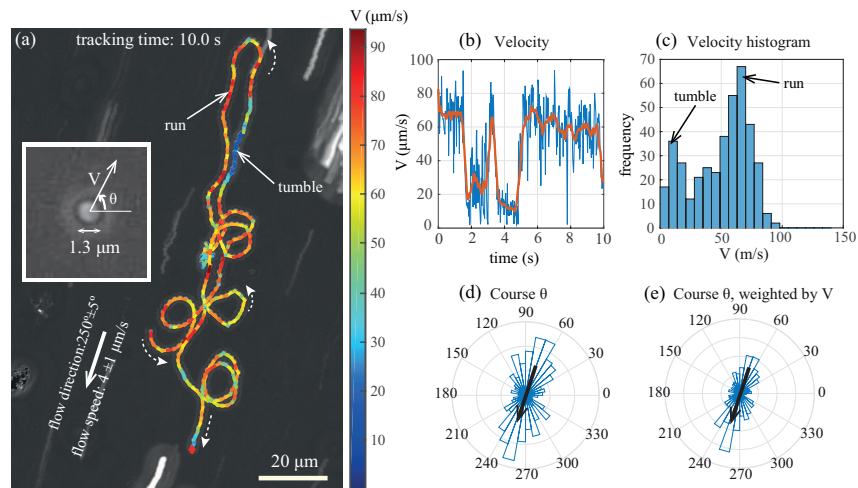 V (µm/s)
(a)
tracking time: 10.0 s
run
tumble
V
θ
1.3 µm
flow direction:250º±5º
flow speed: 4 ±1 µm/s
20 µm
90
80
70
60
50
40
30
20
10
(b)
Velocity
V (µm/s)
100
80
60
40
20
0
0 2 4 6 8 10
time (s)
(c)
Velocity histogram
tumble
run
frequency
70
60
50
40
30
20
10
0
0 50 100 150
V (m/s)
(d)
Course θ
90
120 60
150 30
180 0
210 330
240 300
270
(e)
Course θ, weighted by V
90
120 60
150 30
180 0
210 330
240 300
270